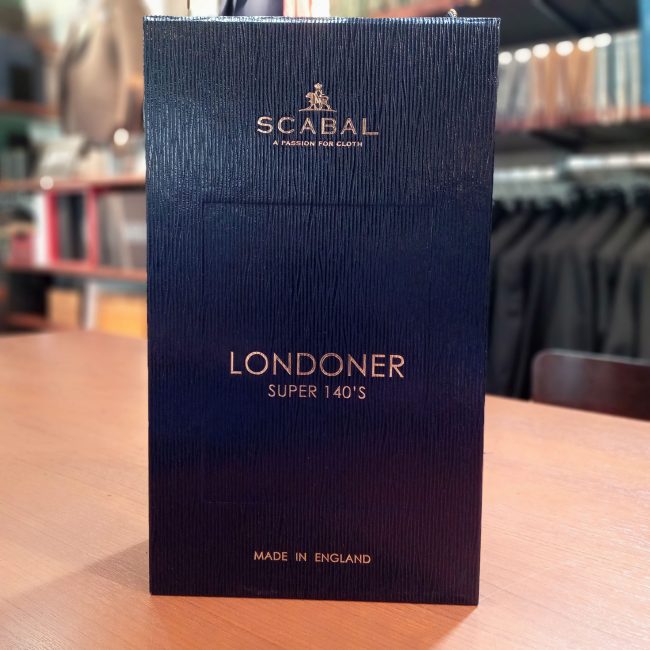 SCABAL
A PASSION FOR CLOTH
LONDONER
SUPER 140'S
MADE IN ENGLAND